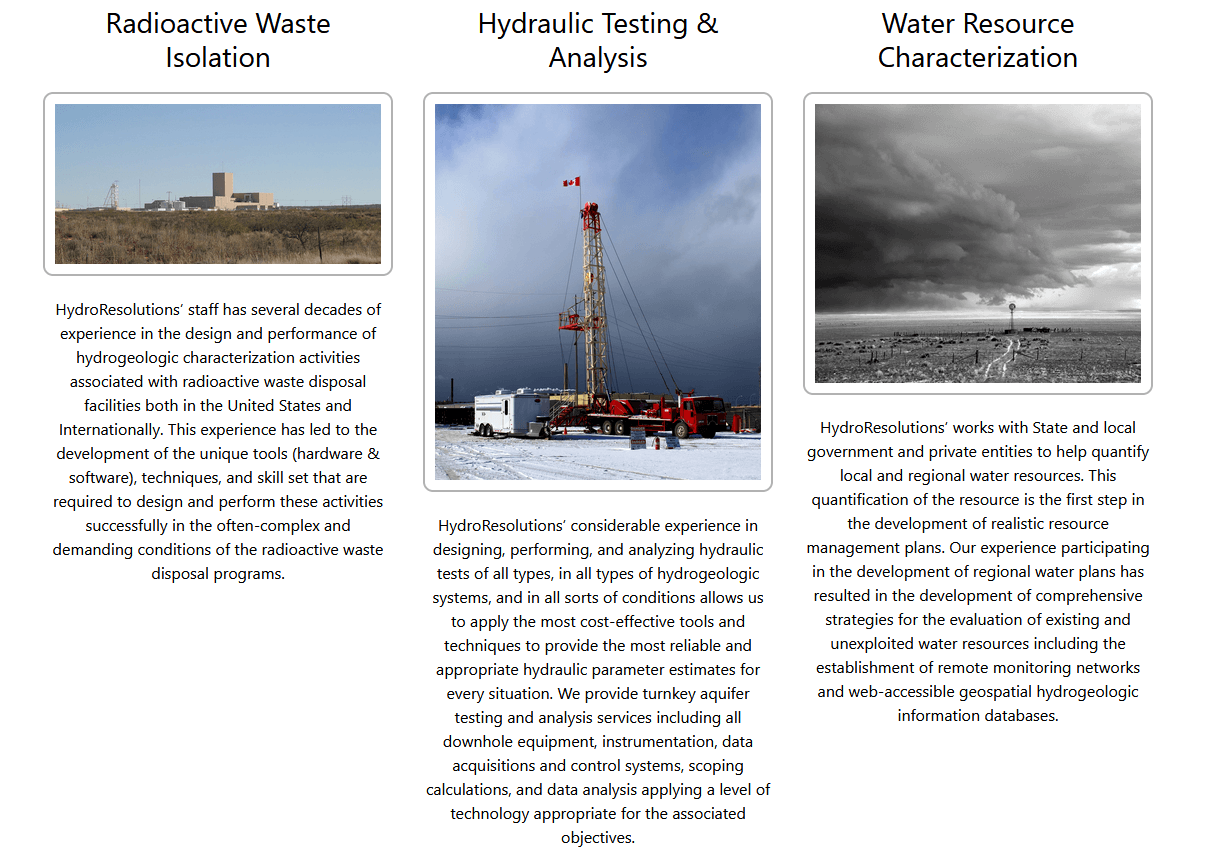 Radioactive Waste
Isolation
HydroResolutions’ staff has several decades of
experience in the design and performance of
hydrogeologic characterization activities
associated with radioactive waste disposal
facilities both in the United States and
Internationally. This experience has led to the
development of the unique tools (hardware &
software), techniques, and skill set that are
required to design and perform these activities
successfully in the often-complex and
demanding conditions of the radioactive waste
disposal programs.
Hydraulic Testing &
Analysis
HydroResolutions’ considerable experience in
designing, performing, and analyzing hydraulic
tests of all types, in all types of hydrogeologic
systems, and in all sorts of conditions allows us
to apply the most cost-effective tools and
techniques to provide the most reliable and
appropriate hydraulic parameter estimates for
every situation. We provide turnkey aquifer
testing and analysis services including all
downhole equipment, instrumentation, data
acquisitions and control systems, scoping
calculations, and data analysis applying a level of
technology appropriate for the associated
objectives.
Water Resource
Characterization
HydroResolutions’ works with State and local
government and private entities to help quantify
local and regional water resources. This
quantification of the resource is the first step in
the development of realistic resource
management plans. Our experience participating
in the development of regional water plans has
resulted in the development of comprehensive
strategies for the evaluation of existing and
unexploited water resources including the
establishment of remote monitoring networks
and web-accessible geospatial hydrogeologic
information databases.